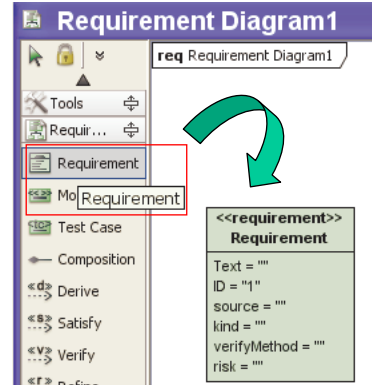 Requirement Diagram1
req Requirement Diagram1
Tools
Requir...
Requirement
Mo
Requirement
Test Case
Composition
«d» Derive
«s» Satisfy
«v» Verify
«r» Refine
<<requirement>>
Requirement
Text = ""
ID = "1"
source = ""
kind = ""
verifyMethod = ""
risk = ""